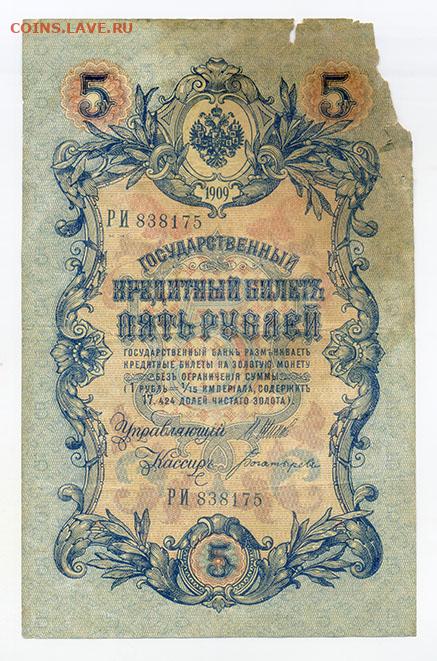 COINS.LAVE.RU
5 5
1909
РИ 838175
ГОСУДАРСТВЕННЫЙ
КРЕДИТНЫЙ БИЛЕТЪ
ПЯТЬ РУБЛЕЙ
ГОСУДАРСТВЕННЫЙ БАНКЪ РАЗМѢНИВАЕТЪ
КРЕДИТНЫЕ БИЛЕТЫ НА ЗОЛОТУЮ МОНЕТУ
БЕЗЪ ОГРАНИЧЕНІЯ СУММЫ
(1 РУБЛЬ = 1/15 ИМПЕРІАЛА, СОДЕРЖИТЪ
17,424 ДОЛЕЙ ЧИСТАГО ЗОЛОТА).
Управляющій
Кассиръ Богатыревъ
РИ 838175
5